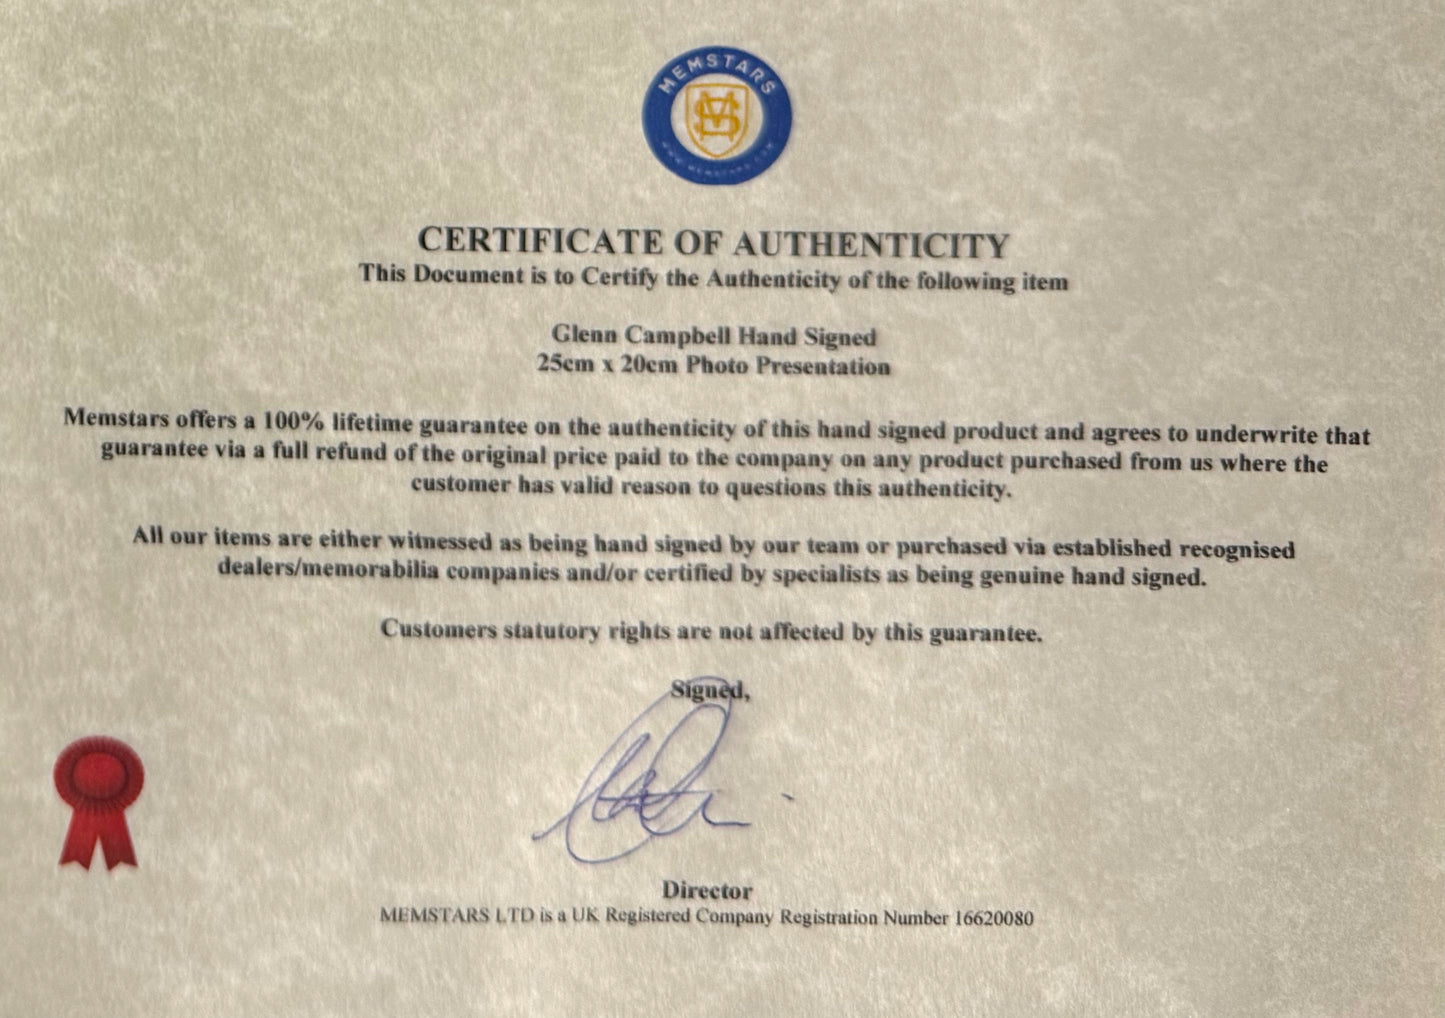 MEMSTARS
WWW.MEMSTARS.COM
CERTIFICATE OF AUTHENTICITY
This Document is to Certify the Authenticity of the following item
Glenn Campbell Hand Signed
25cm x 20cm Photo Presentation
Memstars offers a 100% lifetime guarantee on the authenticity of this hand signed product and agrees to underwrite that
guarantee via a full refund of the original price paid to the company on any product purchased from us where the
customer has valid reason to questions this authenticity.
All our items are either witnessed as being hand signed by our team or purchased via established recognised
dealers/memorabilia companies and/or certified by specialists as being genuine hand signed.
Customers statutory rights are not affected by this guarantee.
Signed,
Director
MEMSTARS LTD is a UK Registered Company Registration Number 16620080